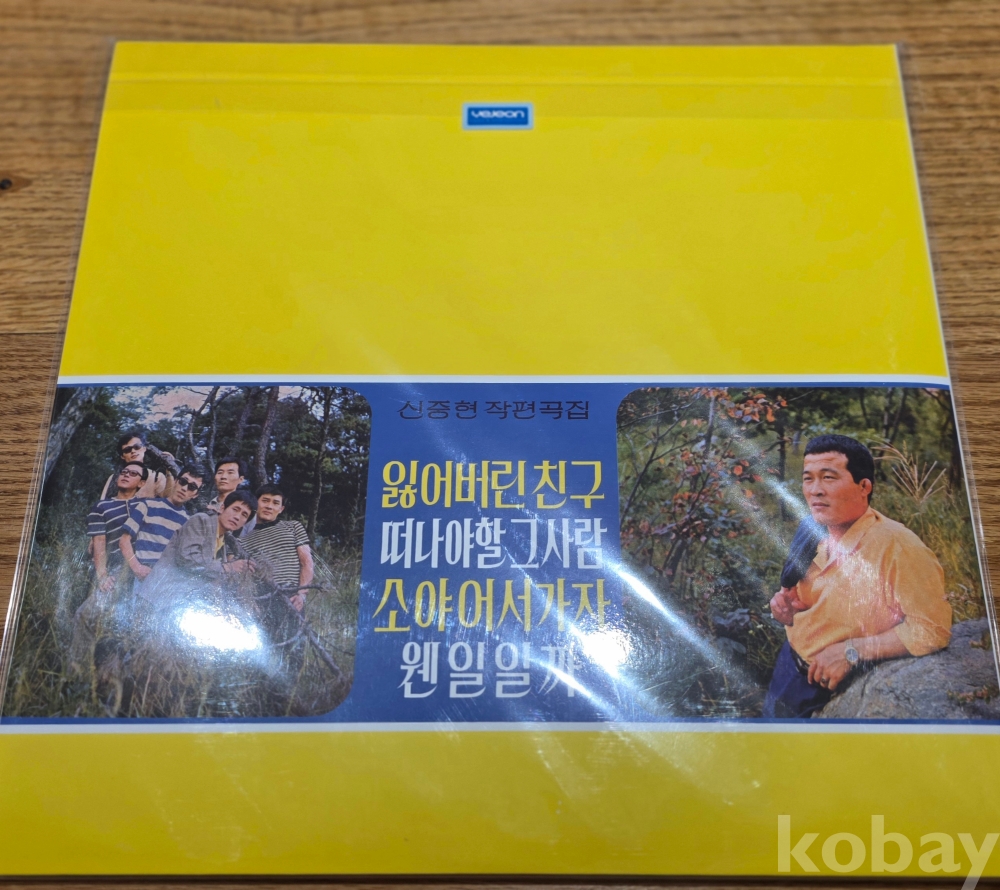 yejeon
신중현 작편곡집
잃어버린 친구
떠나야할 그 사람
소야 어서 가자
웬일일까
kobay